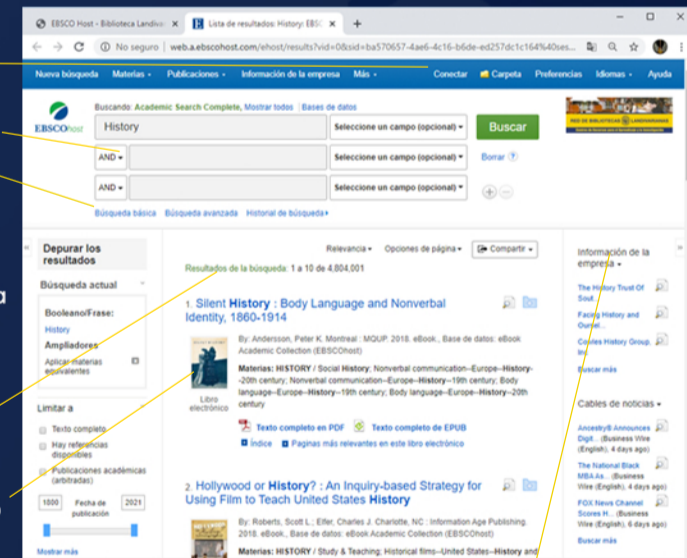 EBSCO Host - Biblioteca Landivar
Lista de resultados: History: EBSC
No seguro | web.a.ebscohost.com/ehost/results?vid=0&sid=ba570657-4ae6-4c16-b6de-ed257dc1c164%40ses...
Nueva búsqueda Materias Publicaciones Información de la empresa Más Conectar Carpeta Preferencias Idiomas Ayuda
Buscando: Academic Search Complete, Mostrar todos | Bases de datos
EBSCOhost
History Seleccione un campo (opcional) Buscar
RED DE BIBLIOTECAS LANDIVARIANAS
AND Seleccione un campo (opcional) Borrar ?
AND Seleccione un campo (opcional)
Búsqueda básica Búsqueda avanzada Historial de búsqueda
a
)
Depurar los
resultados
Búsqueda actual
Booleano/Frase:
History
Ampliadores
Aplicar materias
equivalentes
Limitar a
Texto completo
Hay referencias
disponibles
Publicaciones académicas
(arbitradas)
1800 Fecha de publicación 2021
Mostrar más
Relevancia Opciones de página Compartir
Resultados de la búsqueda: 1 a 10 de 4,804,001
1. Silent History : Body Language and Nonverbal
Identity, 1860-1914
By: Andersson, Peter K. Montreal : MQUP. 2018. eBook., Base de datos: eBook
Academic Collection (EBSCOhost)
Materias: HISTORY / Social History; Nonverbal communication--Europe--History-
-20th century; Nonverbal communication--Europe--History--19th century; Body
language--Europe--History--19th century; Body language--Europe--History--20th
century
Libro
electrónico
Texto completo en PDF Texto completo de EPUB
Índice Paginas más relevantes en este libro electrónico
2. Hollywood or History? : An Inquiry-based Strategy for
Using Film to Teach United States History
By: Roberts, Scott L.; Elfer, Charles J. Charlotte, NC : Information Age Publishing.
2018. eBook., Base de datos: eBook Academic Collection (EBSCOhost)
Materias: HISTORY / Study & Teaching; Historical films--United States--History and
Información de la
empresa
The History Trust Of
Sout...
Facing History and
Oursel...
History Group,
Inc
Buscar más
Cables de noticias
AncestryB Announces
Digit... (Business Wire
(English), 4 days ago)
The National Black
MBA As... (Business
Wire (English), 4 days ago)
FOX News Channel
Scores H... (Business
Wire (English), 6 days ago)
Buscar más